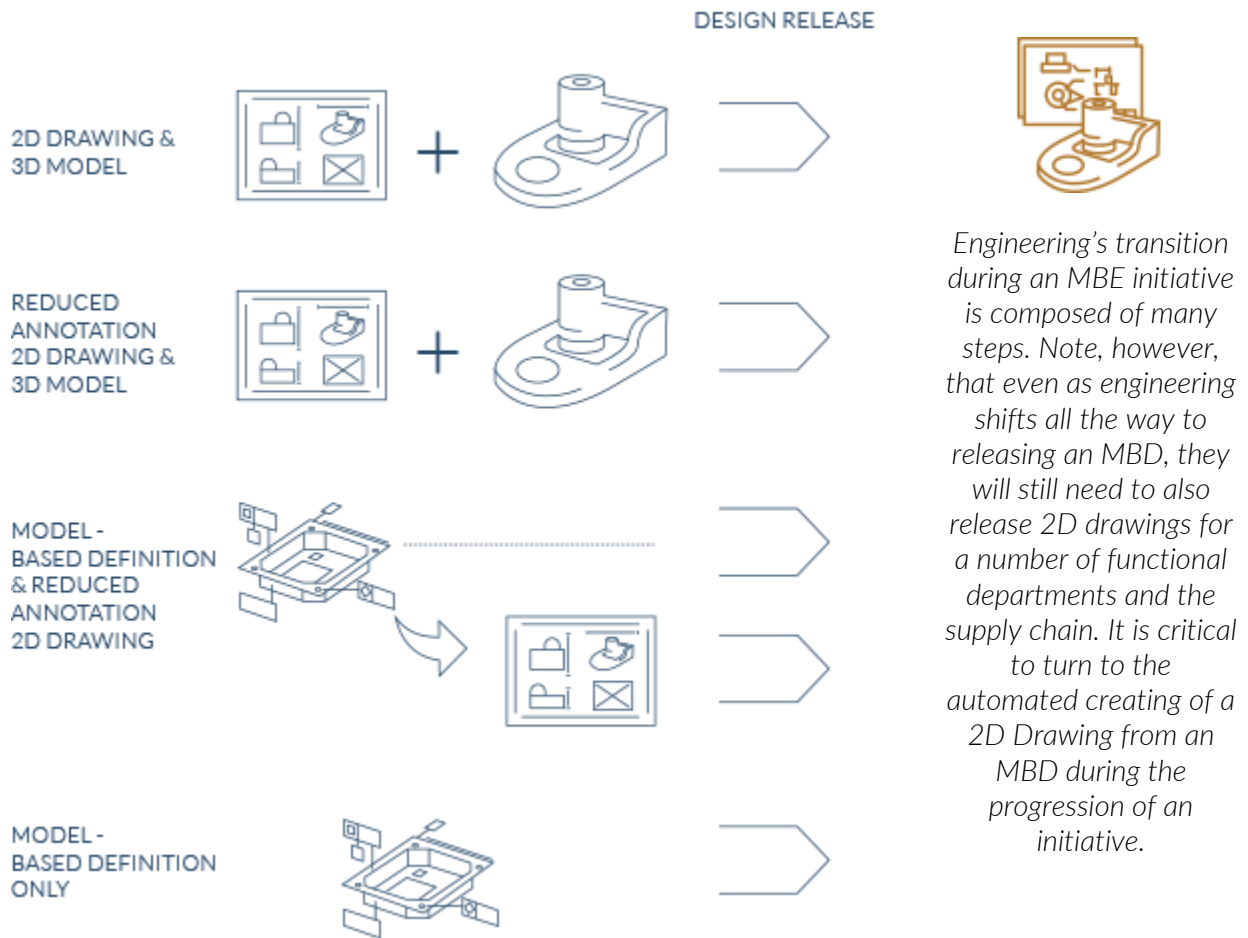 DESIGN RELEASE
2D DRAWING &
3D MODEL
REDUCED
ANNOTATION
2D DRAWING &
3D MODEL
MODEL -
BASED DEFINITION
& REDUCED
ANNOTATION
2D DRAWING
MODEL -
BASED DEFINITION
ONLY
Engineering’s transition
during an MBE initiative
is composed of many
steps. Note, however,
that even as engineering
shifts all the way to
releasing an MBD, they
will still need to also
release 2D drawings for
a number of functional
departments and the
supply chain. It is critical
to turn to the
automated creating of a
2D Drawing from an
MBD during the
progression of an
initiative.